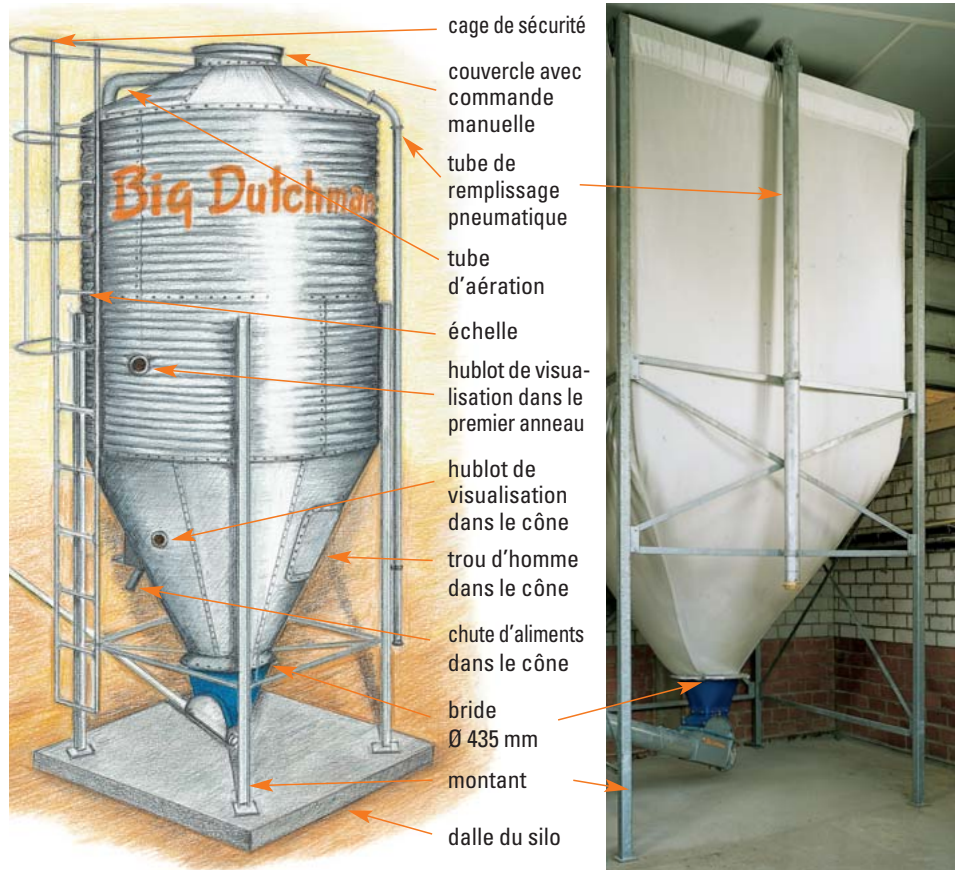 cage de sécurité
couvercle avec
commande
manuelle
tube de
remplissage
pneumatique
Big Dutchman
tube
d'aération
échelle
hublot de visua-
lisation dans le
premier anneau
hublot de
visualisation
dans le cône
trou d'homme
dans le cône
chute d'aliments
dans le cône
bride
Ø 435 mm
montant
dalle du silo